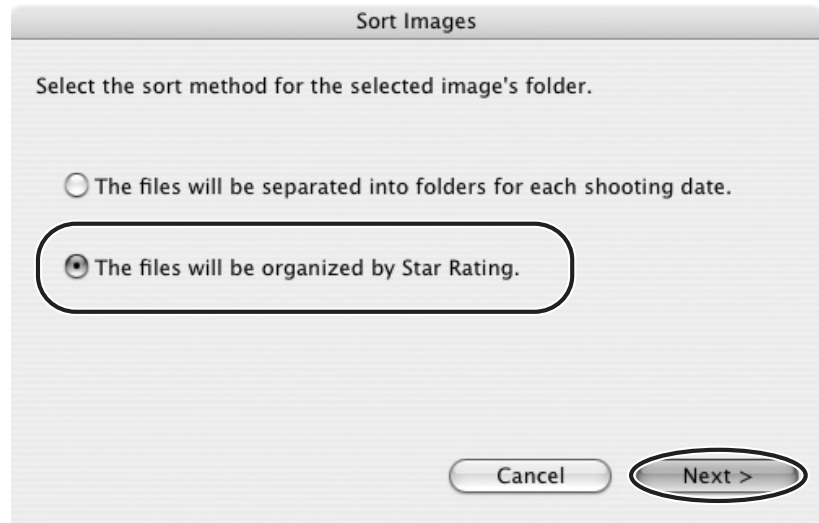 Sort Images
Select the sort method for the selected image's folder.
The files will be separated into folders for each shooting date.
The files will be organized by Star Rating.
Cancel
Next >